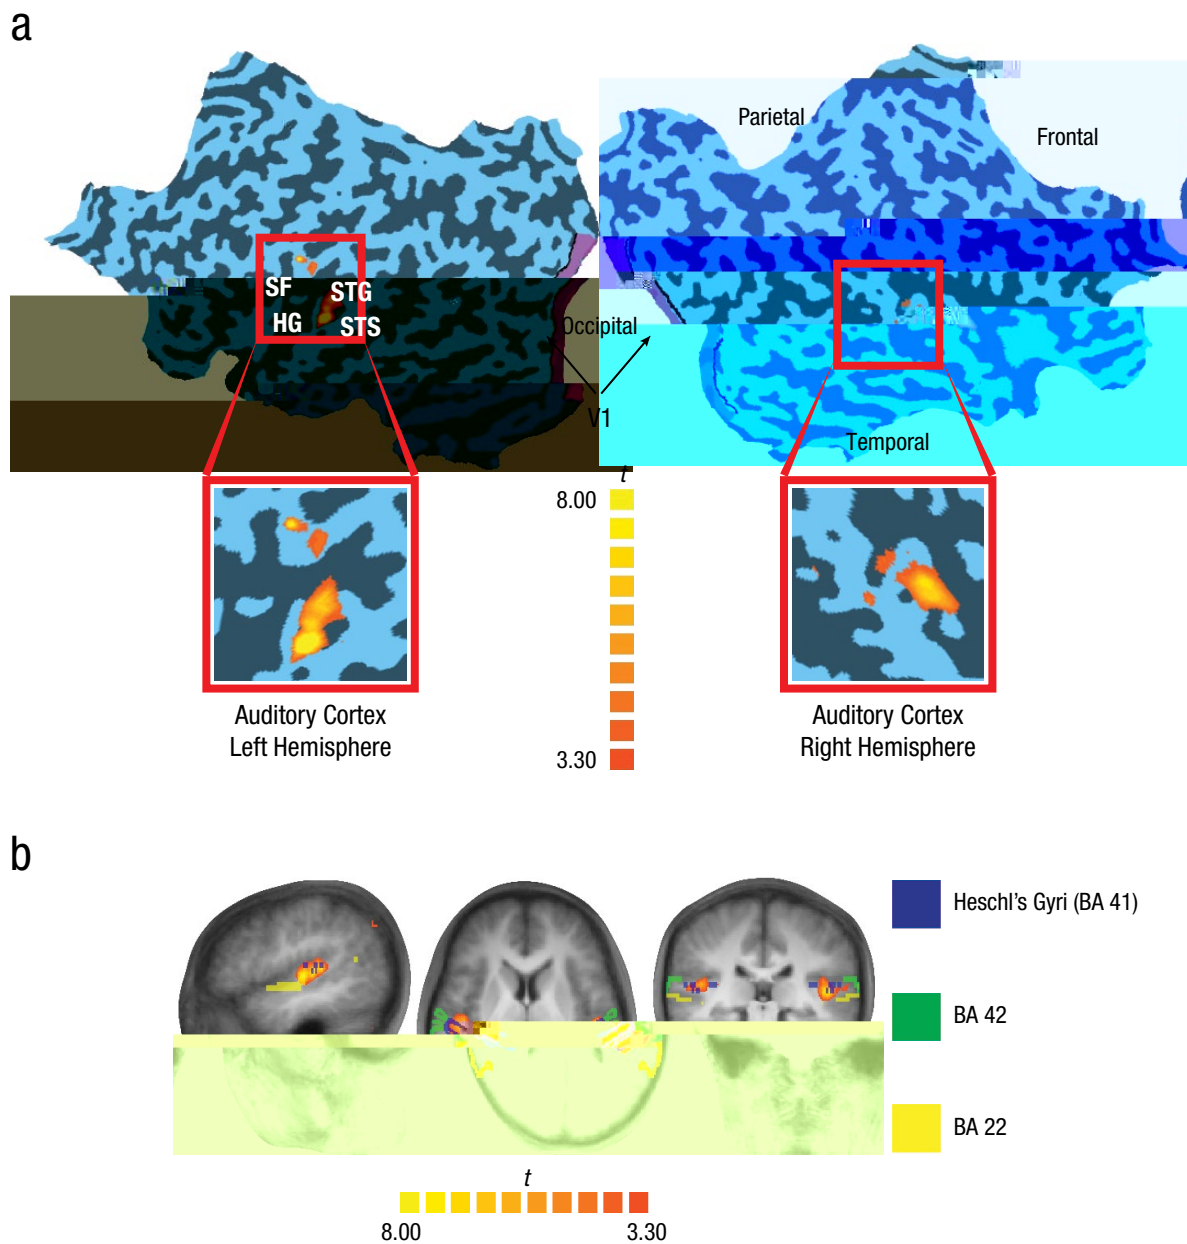 a
Parietal
Frontal
SF
STG
HG
STS
Occipital
V1
Temporal
t
8.00
3.30
Auditory Cortex
Left Hemisphere
Auditory Cortex
Right Hemisphere
b
Heschl's Gyri (BA 41)
BA 42
BA 22
t
8.00
3.30